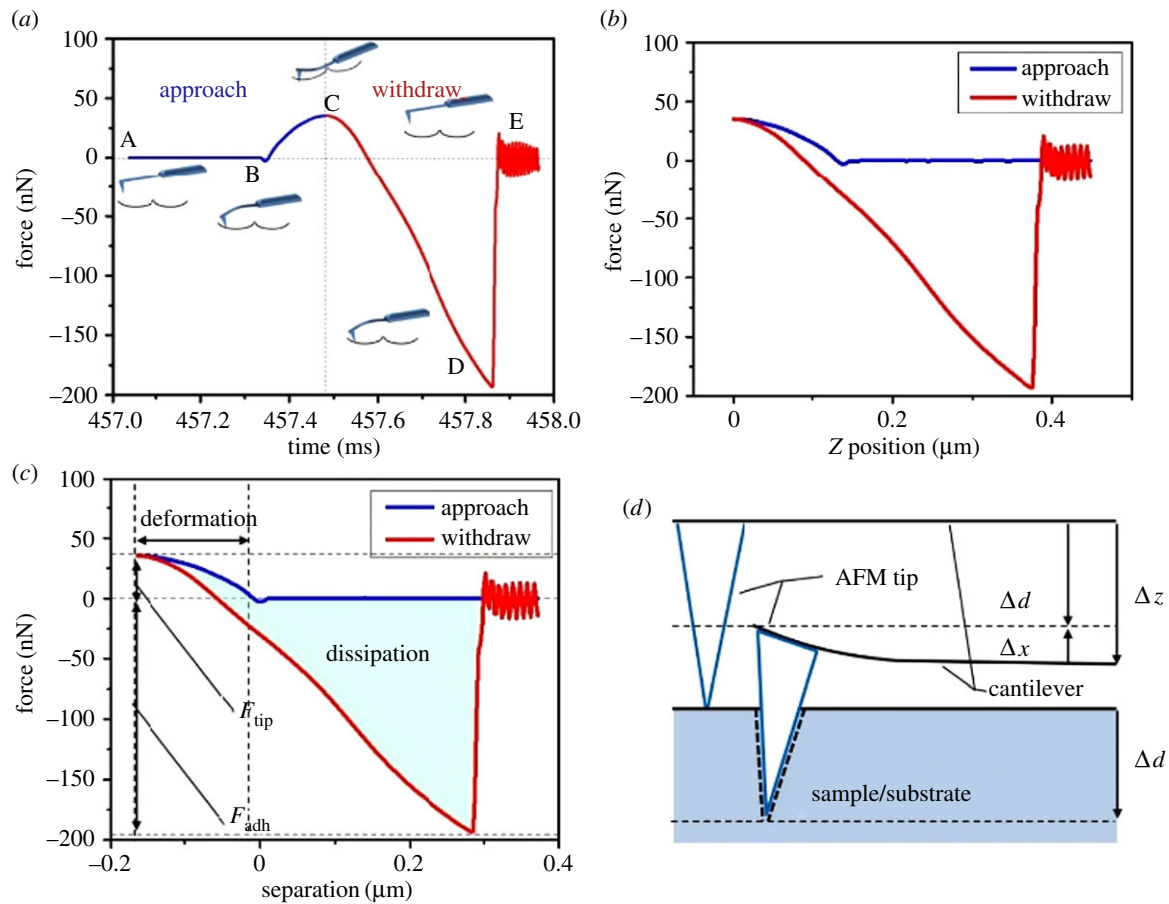 (a)
100
50
0
−50
−100
−150
−200
force (nN)
approach
withdraw
A
B
C
D
E
457.0
457.2
457.4
457.6
457.8
458.0
time (ms)
(b)
100
50
0
−50
−100
−150
−200
force (nN)
approach
withdraw
0
0.2
0.4
Z position (μm)
(c)
100
50
0
−50
−100
−150
−200
force (nN)
deformation
approach
withdraw
dissipation
Ftip
Fadh
−0.2
0
0.2
0.4
separation (μm)
(d)
AFM tip
Δd
Δz
Δx
cantilever
Δd
sample/substrate